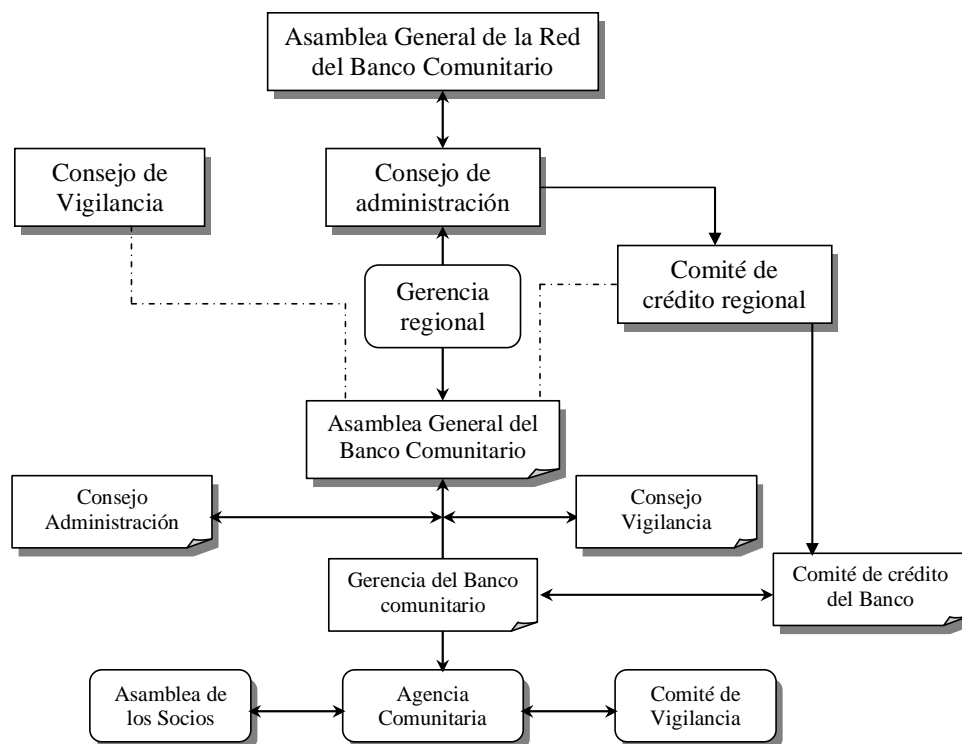 Asamblea General de la Red
del Banco Comunitario
Consejo de
Vigilancia
Consejo de
administración
Comité de
crédito regional
Gerencia
regional
Asamblea General del
Banco Comunitario
Consejo
Administración
Consejo
Vigilancia
Gerencia del Banco
comunitario
Comité de crédito
del Banco
Asamblea de
los Socios
Agencia
Comunitaria
Comité de
Vigilancia